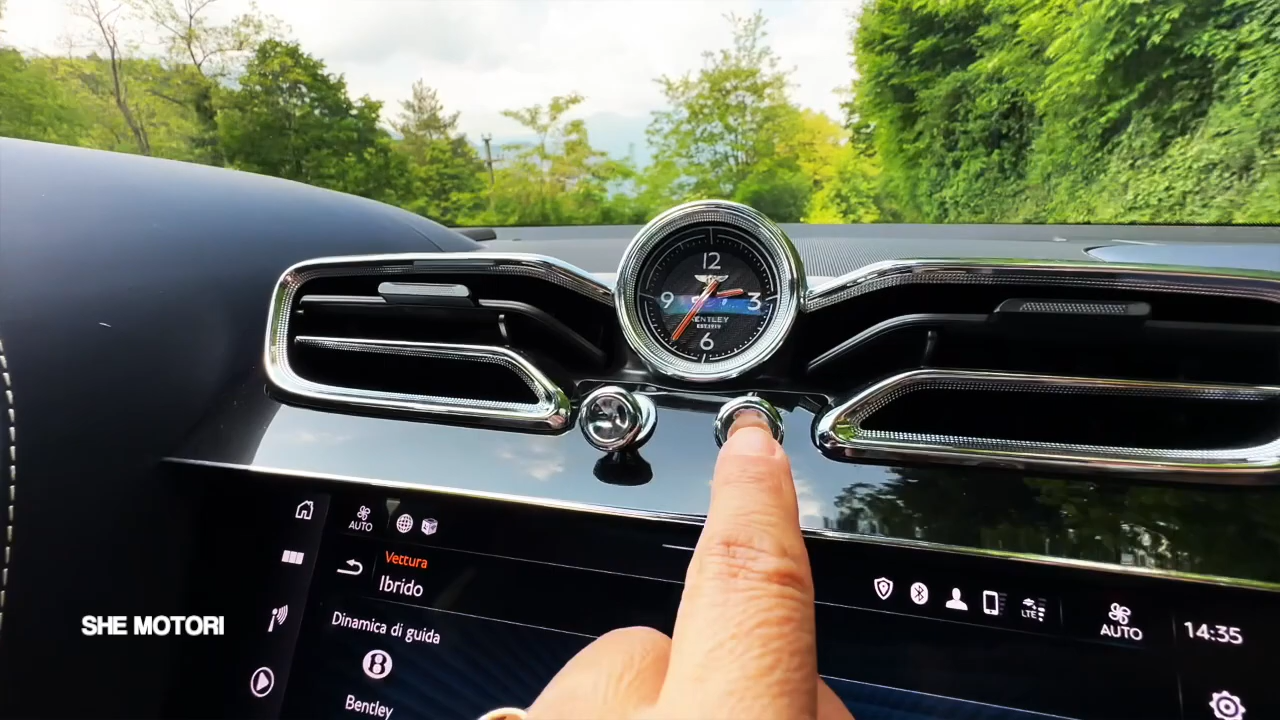 12
9
3
BENTLEY
EST.1919
6
AUTO
Vettura
Ibrido
LTE
AUTO
14:35
Dinamica di guida
B
Bentley
SHE MOTORI